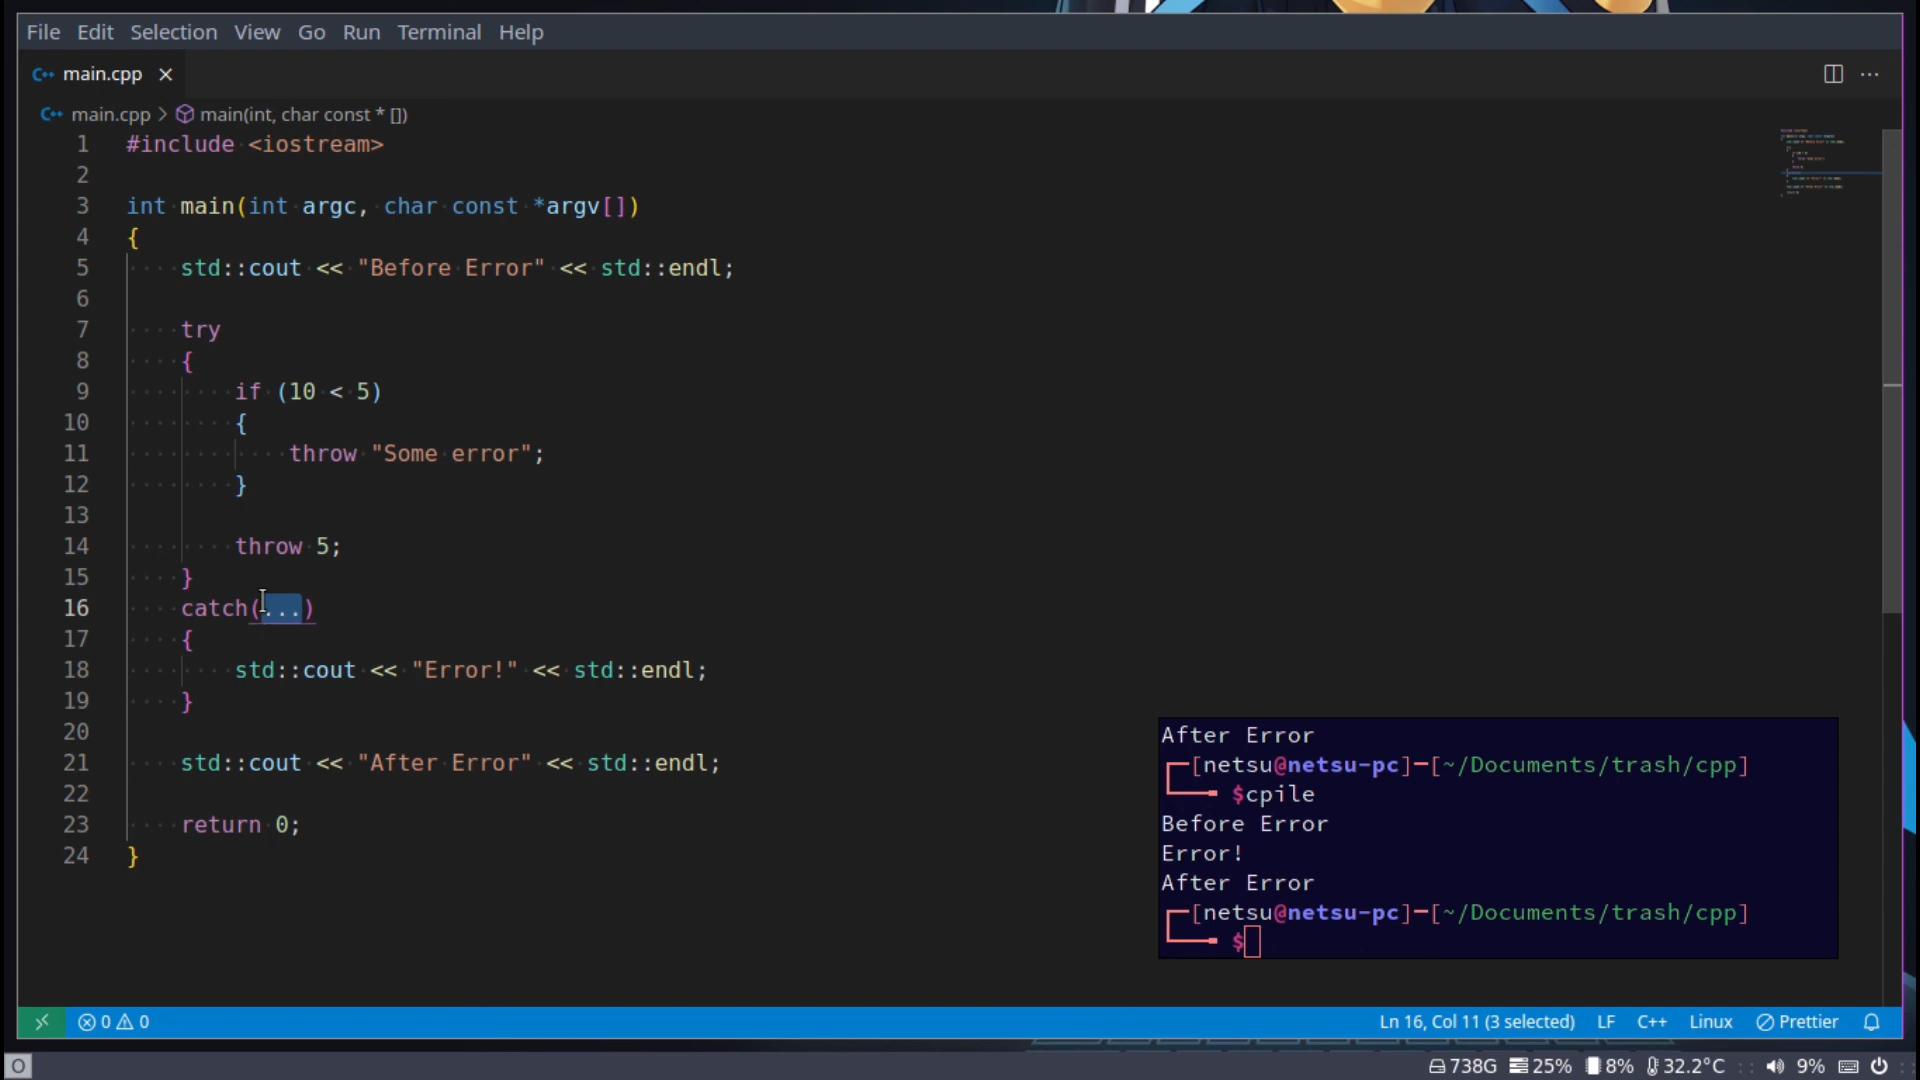 File Edit Selection View Go Run Terminal Help
C++ main.cpp ×
C++ main.cpp > main(int, char const * [])
1 #include <iostream>
2
3 int main(int argc, char const *argv[])
4 {
5     std::cout << "Before Error" << std::endl;
6
7     try
8     {
9         if (10 < 5)
10         {
11             throw "Some error";
12         }
13
14         throw 5;
15     }
16     catch(...)
17     {
18         std::cout << "Error!" << std::endl;
19     }
20
21     std::cout << "After Error" << std::endl;
22
23     return 0;
24 }
After Error
[netsu@netsu-pc]-[~/Documents/trash/cpp]
$cpile
Before Error
Error!
After Error
[netsu@netsu-pc]-[~/Documents/trash/cpp]
$
0 0 Ln 16, Col 11 (3 selected) LF C++ Linux Prettier
738G 25% 8% 32.2°C 9%